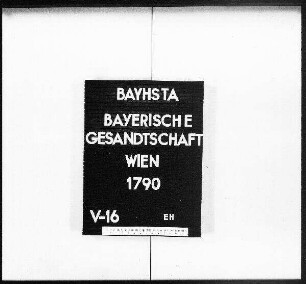 BAYHSTA
BAYERISCHE
GESANDTSCHAFT
WIEN
1790
V-16 EH